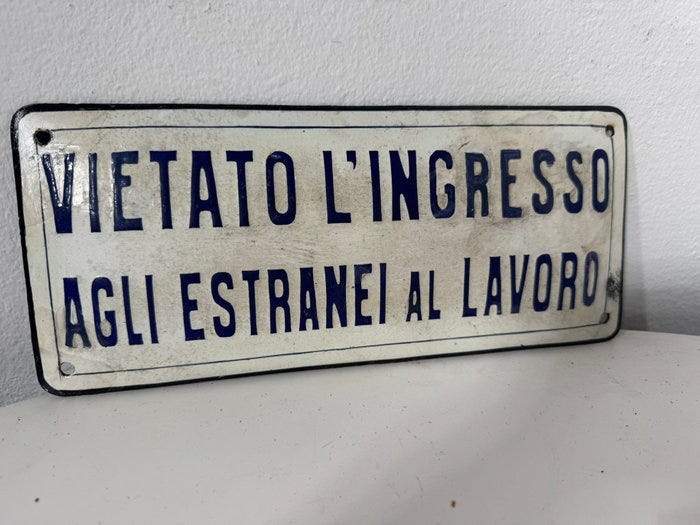 VIETATO L'INGRESSO
AGLI ESTRANEI AL LAVORO